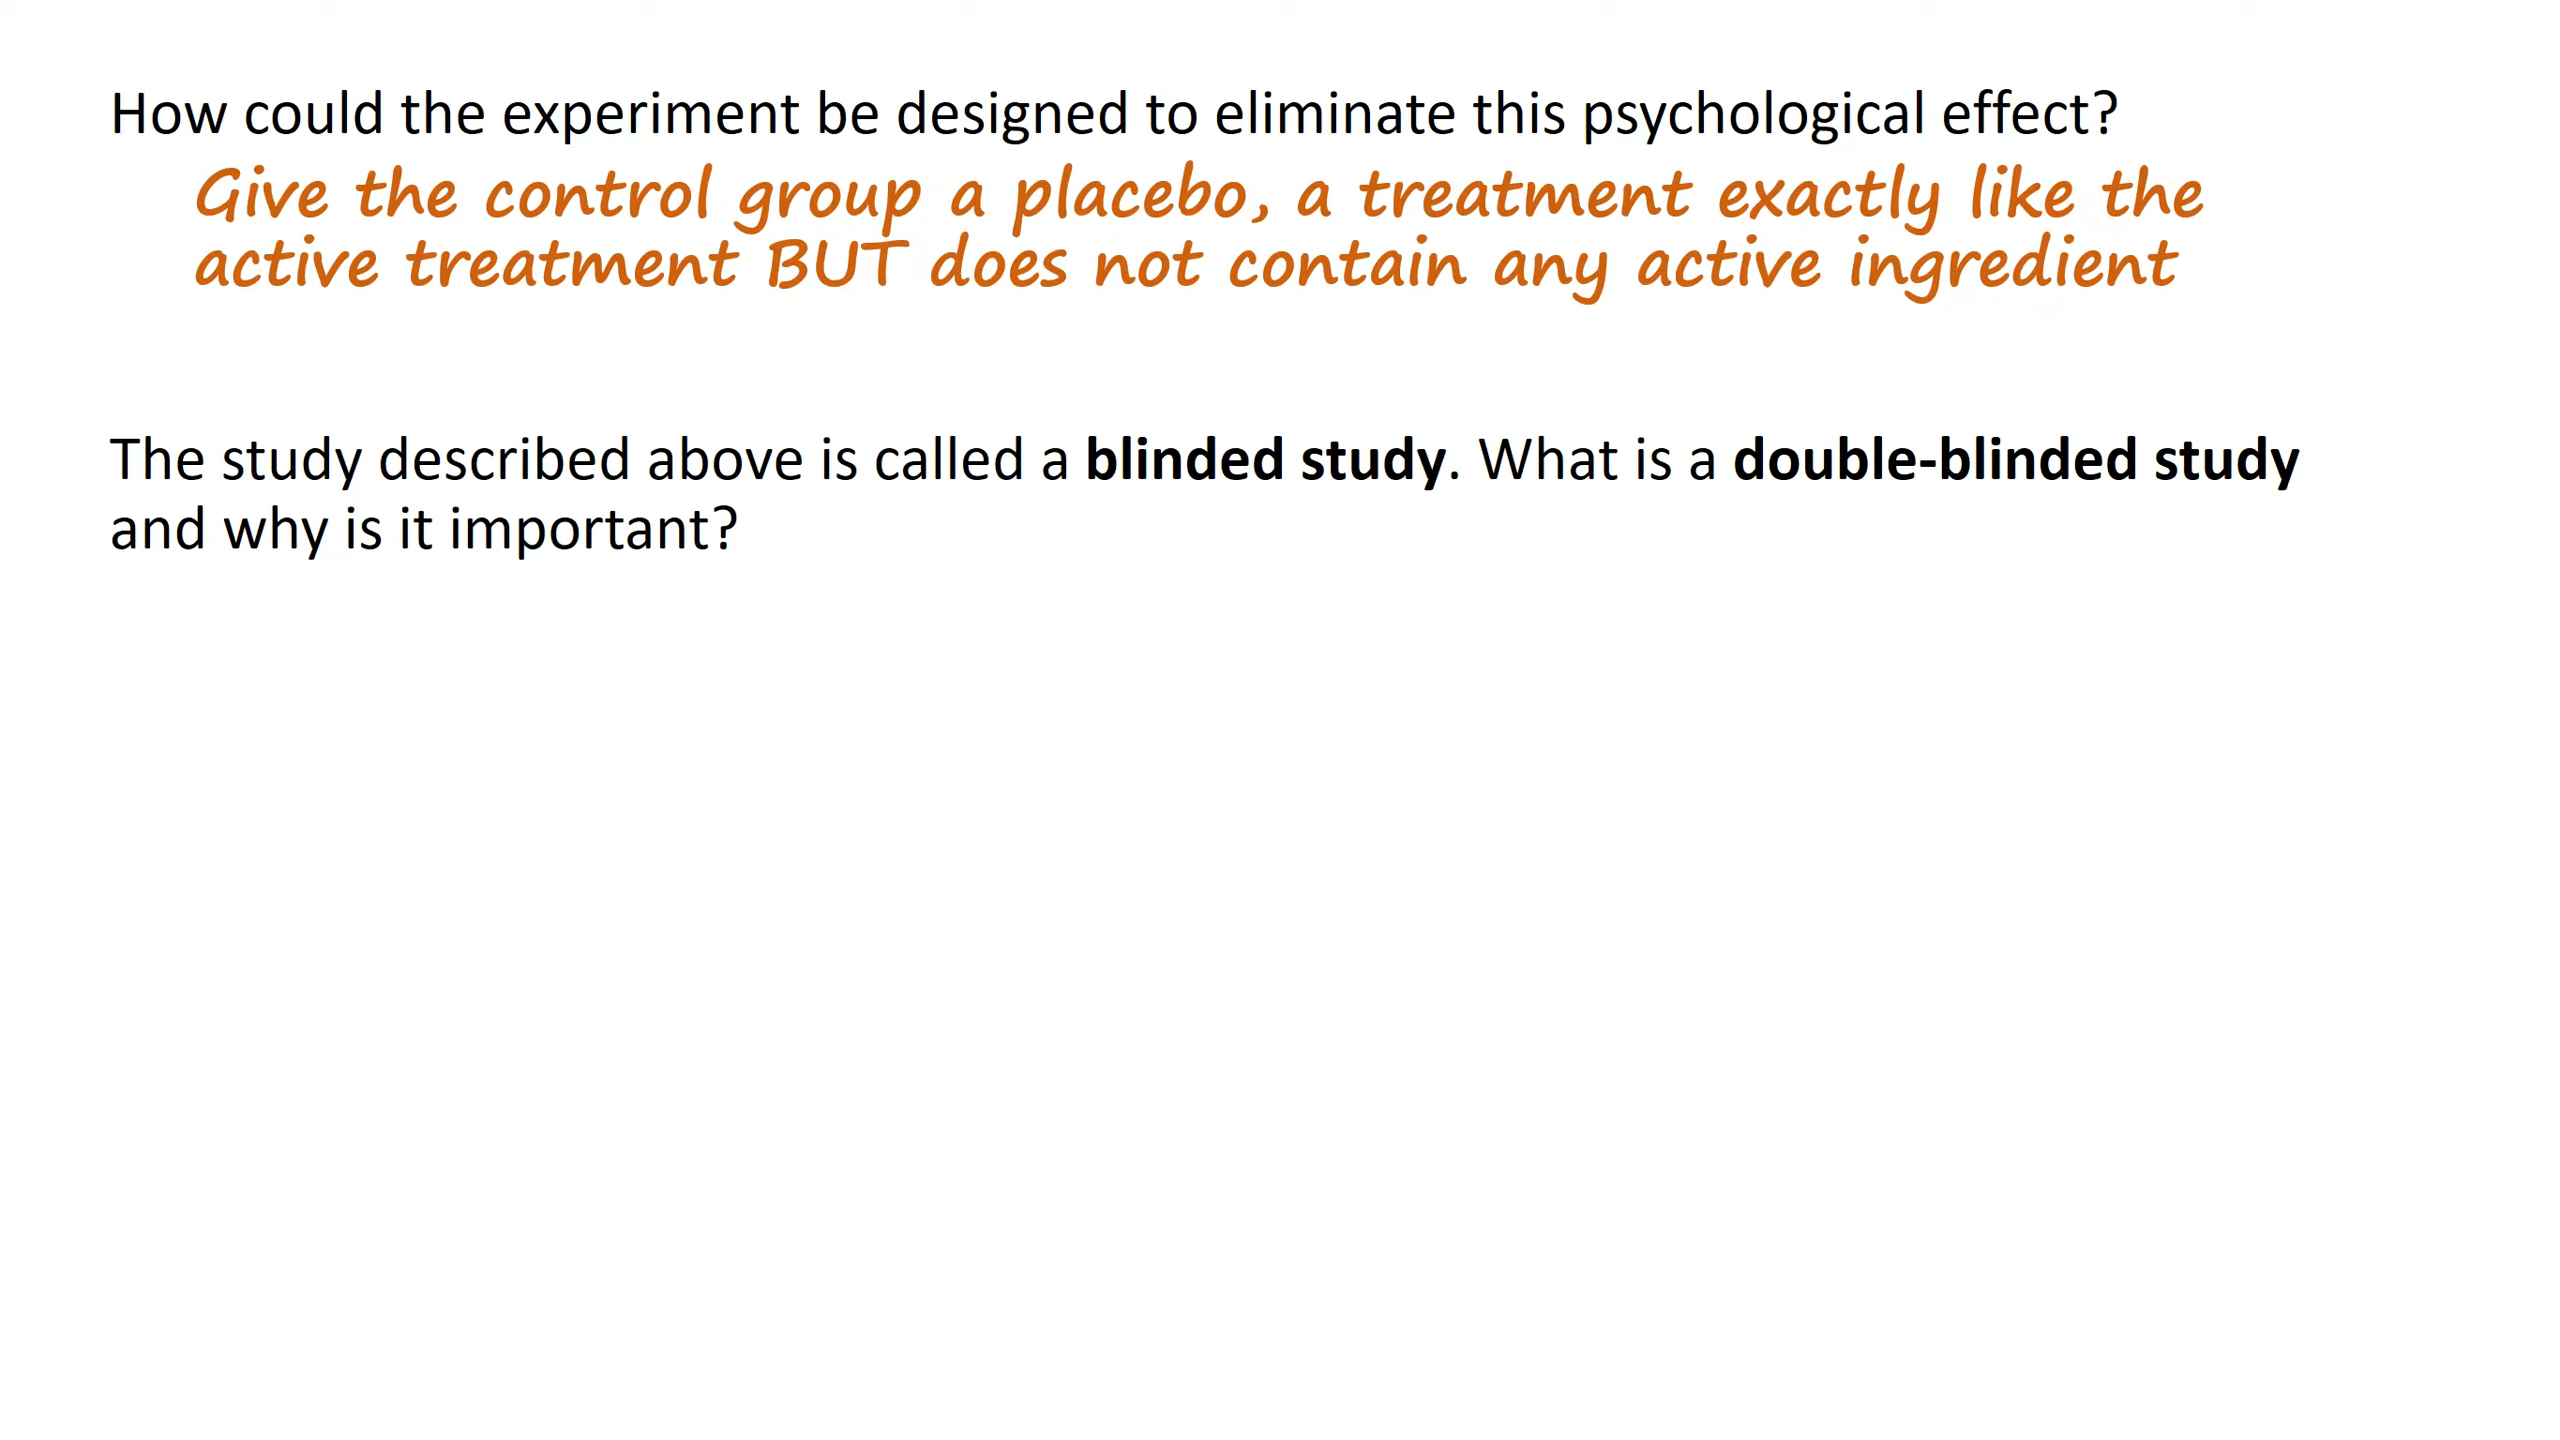 How could the experiment be designed to eliminate this psychological effect?
Give the control group a placebo, a treatment exactly like the
active treatment BUT does not contain any active ingredient
The study described above is called a blinded study. What is a double-blinded study
and why is it important?